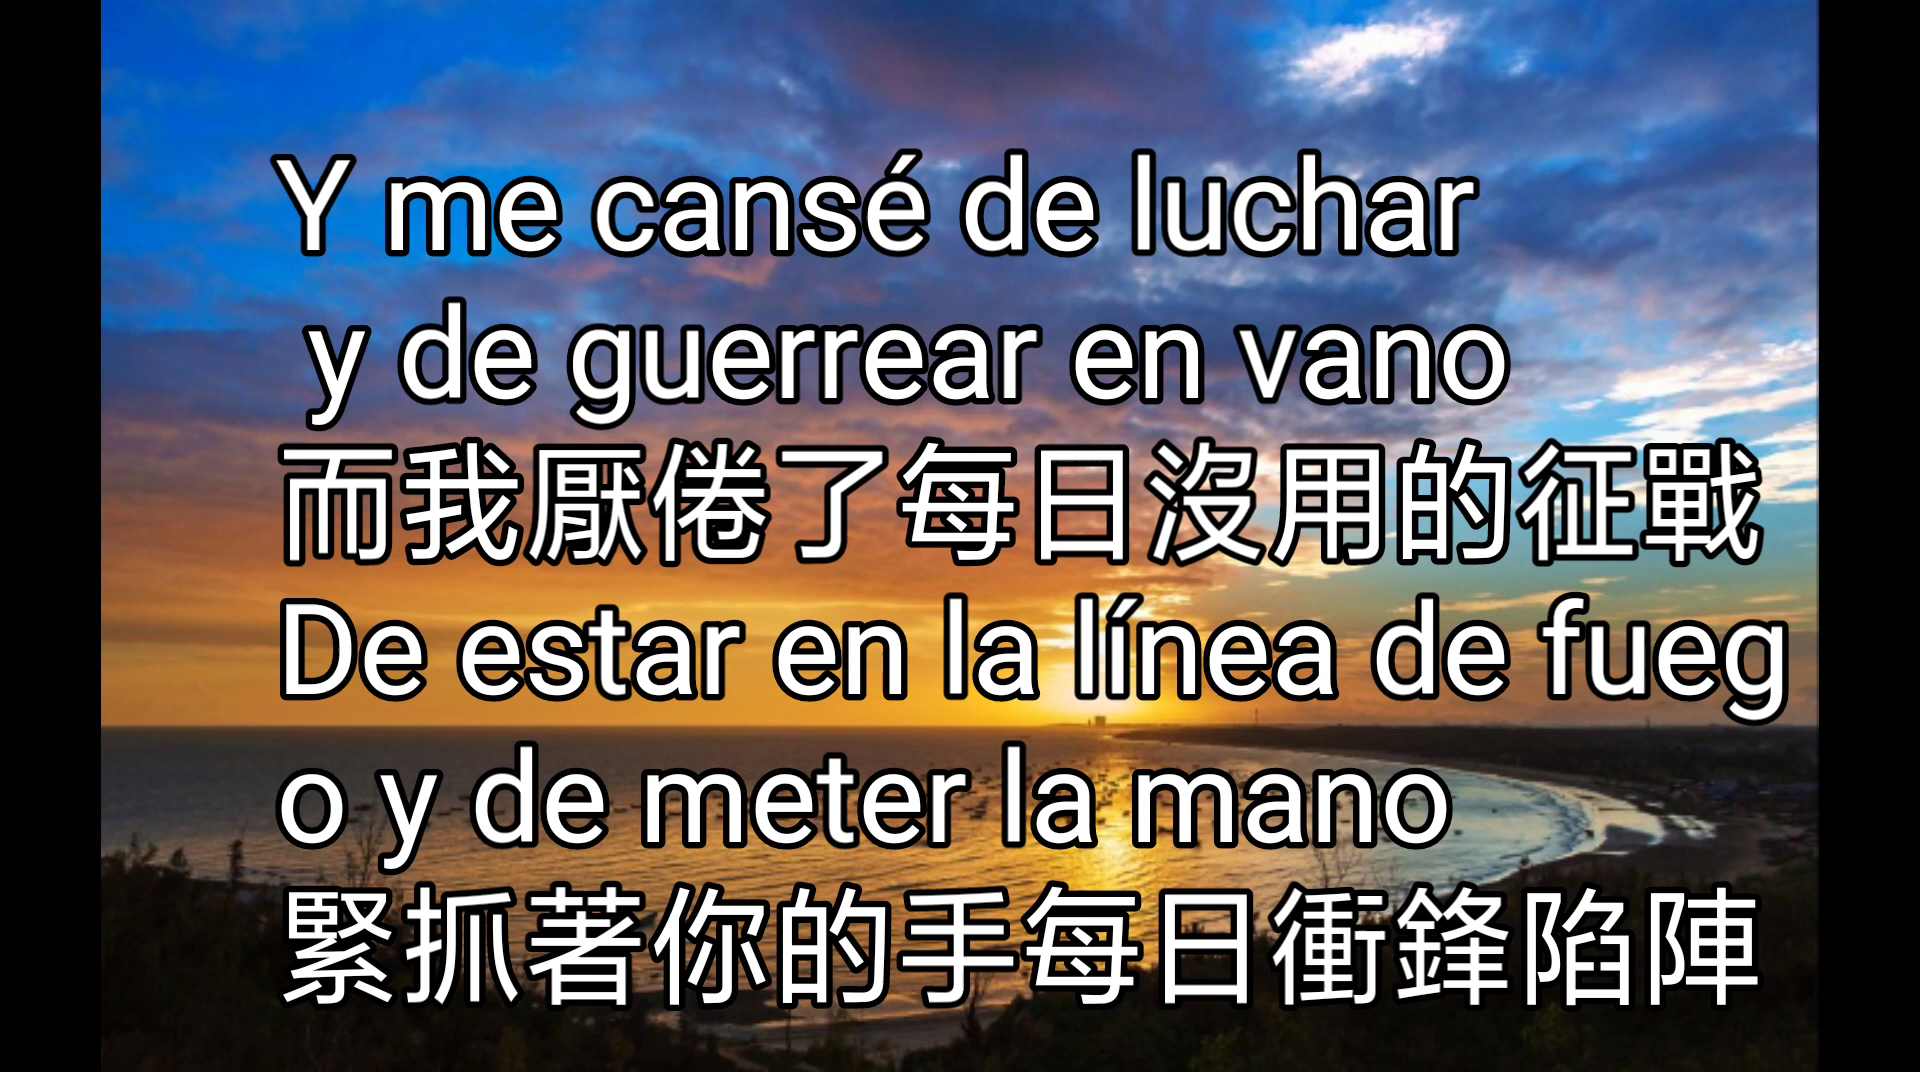 Y me cansé de luchar
y de guerrear en vano
而我厭倦了每日沒用的征戰
De estar en la línea de fueg
o y de meter la mano
緊抓著你的手每日衝鋒陷陣